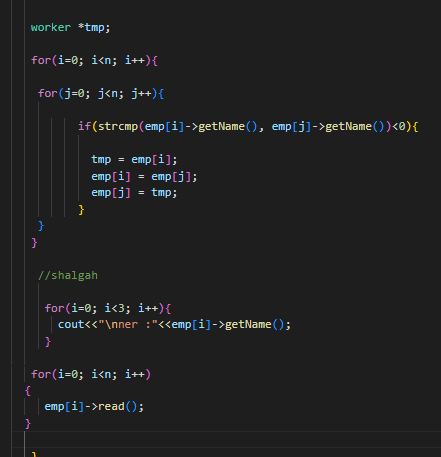 worker *tmp;
for(i=0; i<n; i++){
for(j=0; j<n; j++){
if(strcmp(emp[i]->getName(), emp[j]->getName())<0){
tmp = emp[i];
emp[i] = emp[j];
emp[j] = tmp;
}
}
}
//shalgah
for(i=0; i<3; i++){
cout<<"\nner :"<<emp[i]->getName();
}
for(i=0; i<n; i++)
{
emp[i]->read();
}
}